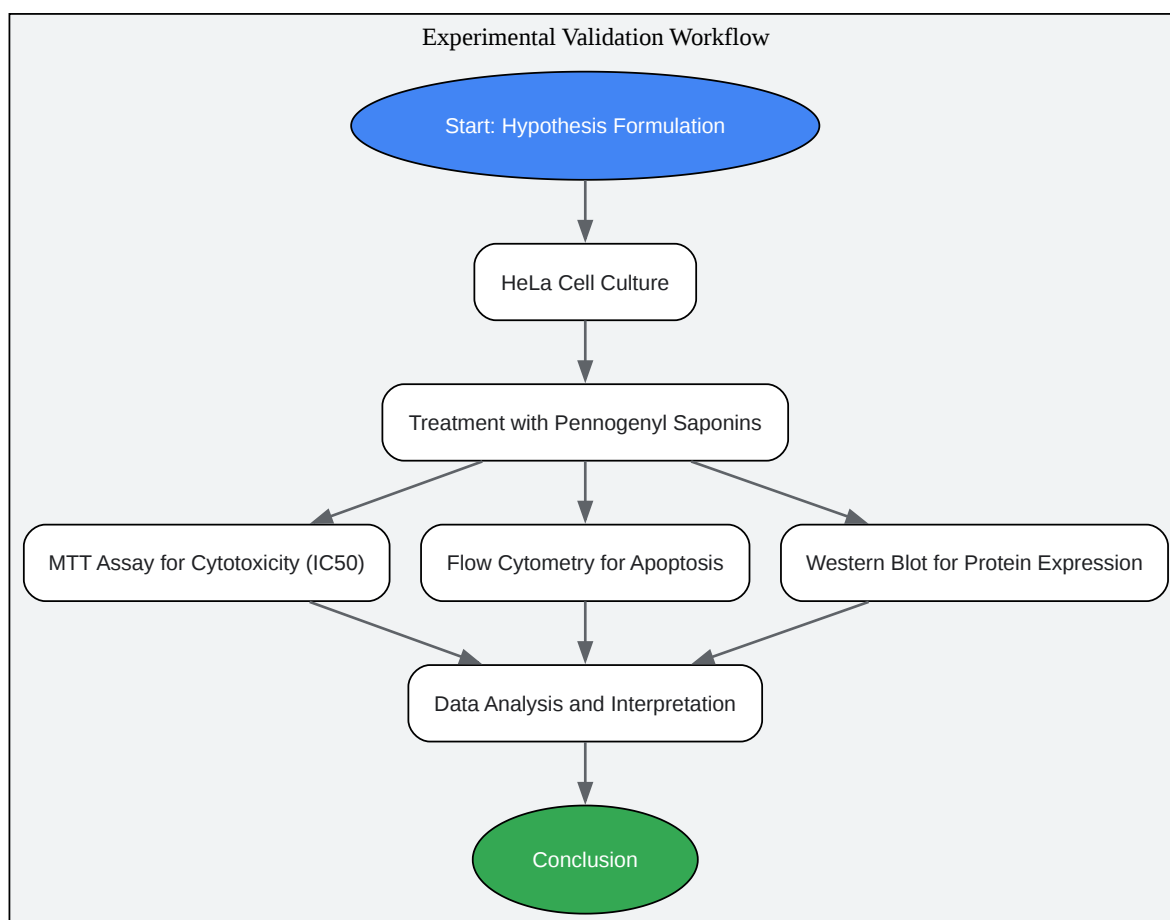 Experimental Validation Workflow
Start: Hypothesis Formulation
HeLa Cell Culture
Treatment with Pennogenyl Saponins
MTT Assay for Cytotoxicity (IC50)
Flow Cytometry for Apoptosis
Western Blot for Protein Expression
Data Analysis and Interpretation
Conclusion